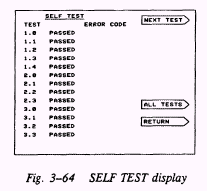 SELF TEST
NEXT TEST
TEST ERROR CODE
1.0 PASSED
1.1 PASSED
1.2 PASSED
1.3 PASSED
1.4 PASSED
2.0 PASSED
2.1 PASSED
2.2 PASSED
2.3 PASSED
3.0 PASSED
3.1 PASSED
3.2 PASSED
3.3 PASSED
ALL TESTS
RETURN
Fig. 3–64 SELF TEST display